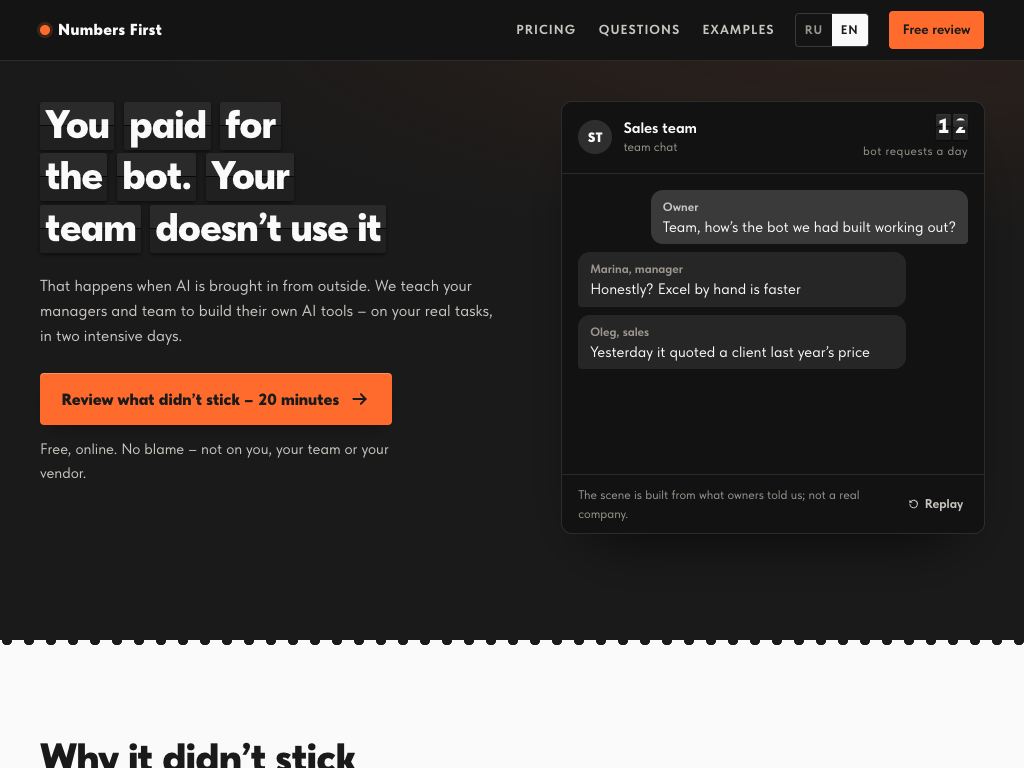 Numbers First
PRICING
QUESTIONS
EXAMPLES
RU
EN
Free review
You paid for
the bot. Your
team doesn’t use it
That happens when AI is brought in from outside. We teach your
managers and team to build their own AI tools – on your real tasks,
in two intensive days.
Review what didn’t stick – 20 minutes →
Free, online. No blame – not on you, your team or your
vendor.
ST
Sales team
team chat
12
bot requests a day
Owner
Team, how’s the bot we had built working out?
Marina, manager
Honestly? Excel by hand is faster
Oleg, sales
Yesterday it quoted a client last year’s price
The scene is built from what owners told us; not a real
company.
Replay
Why it didn’t stick